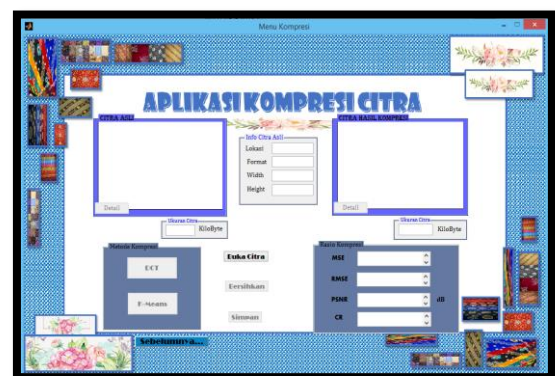 Menu Kompresi
APLIKASI KOMPRESI CITRA
CITRA ASLI
CITRA HASIL KOMPRESI
Info Citra Asli
Lokasi
Format
Width
Height
Detail
Detail
Ukuran Citra
KiloByte
Ukuran Citra
KiloByte
Metode Kompresi
DCT
K-Means
Buka Citra
Bersihkan
Simpan
Rasio Kompresi
MSE
RMSE
PSNR dB
CR
Sebelumnya...